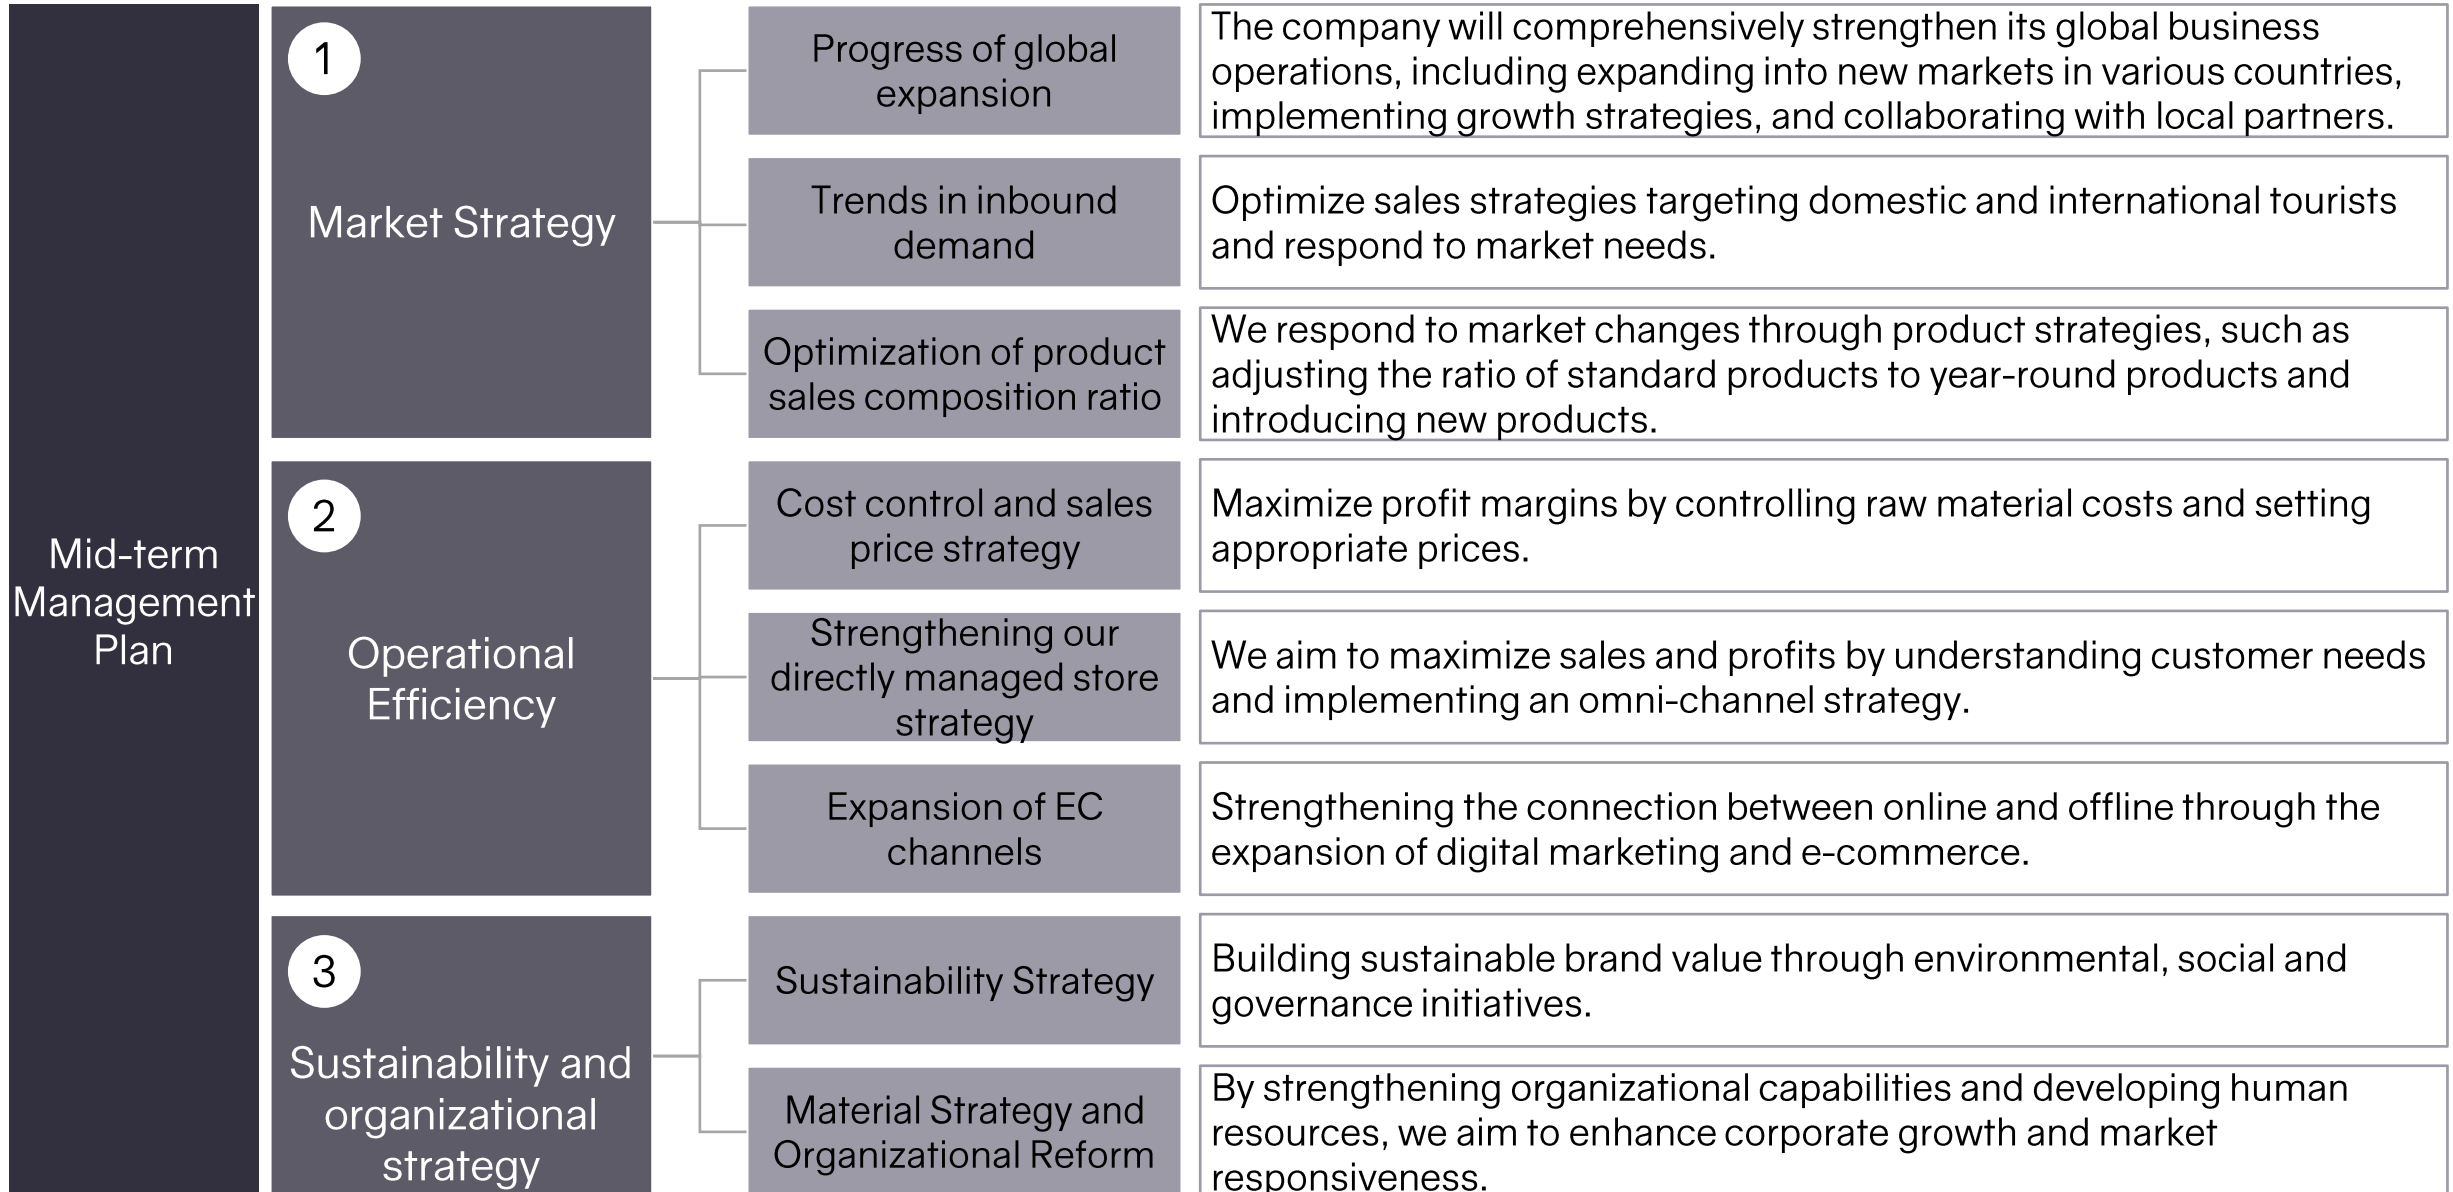 Mid-term
Management
Plan
1
Market Strategy
Progress of global
expansion
The company will comprehensively strengthen its global business
operations, including expanding into new markets in various countries,
implementing growth strategies, and collaborating with local partners.
Trends in inbound
demand
Optimize sales strategies targeting domestic and international tourists
and respond to market needs.
Optimization of product
sales composition ratio
We respond to market changes through product strategies, such as
adjusting the ratio of standard products to year-round products and
introducing new products.
2
Operational
Efficiency
Cost control and sales
price strategy
Maximize profit margins by controlling raw material costs and setting
appropriate prices.
Strengthening our
directly managed store
strategy
We aim to maximize sales and profits by understanding customer needs
and implementing an omni-channel strategy.
Expansion of EC
channels
Strengthening the connection between online and offline through the
expansion of digital marketing and e-commerce.
3
Sustainability and
organizational
strategy
Sustainability Strategy
Building sustainable brand value through environmental, social and
governance initiatives.
Material Strategy and
Organizational Reform
By strengthening organizational capabilities and developing human
resources, we aim to enhance corporate growth and market
responsiveness.